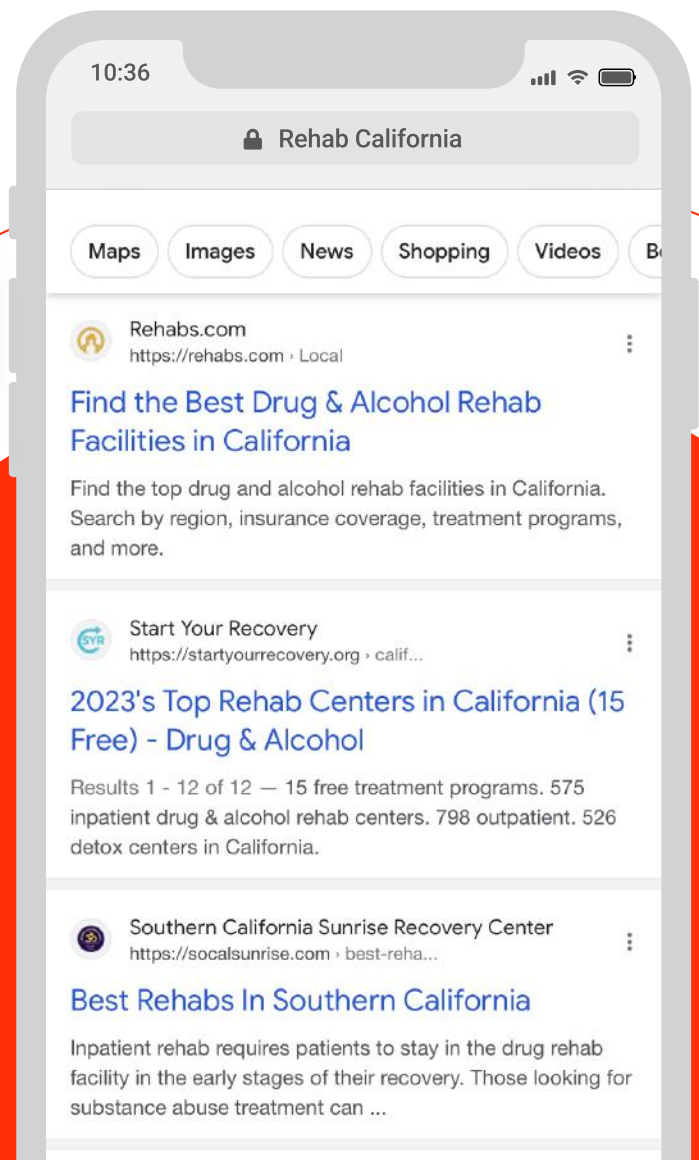 10:36
Rehab California
Maps Images News Shopping Videos
Rehabs.com
https://rehabs.com › Local
Find the Best Drug & Alcohol Rehab
Facilities in California
Find the top drug and alcohol rehab facilities in California.
Search by region, insurance coverage, treatment programs,
and more.
SYR
Start Your Recovery
https://startyourrecovery.org › calif...
2023's Top Rehab Centers in California (15
Free) - Drug & Alcohol
Results 1 - 12 of 12 — 15 free treatment programs. 575
inpatient drug & alcohol rehab centers. 798 outpatient. 526
detox centers in California.
Southern California Sunrise Recovery Center
https://socalsunrise.com › best-reha...
Best Rehabs In Southern California
Inpatient rehab requires patients to stay in the drug rehab
facility in the early stages of their recovery. Those looking for
substance abuse treatment can ...